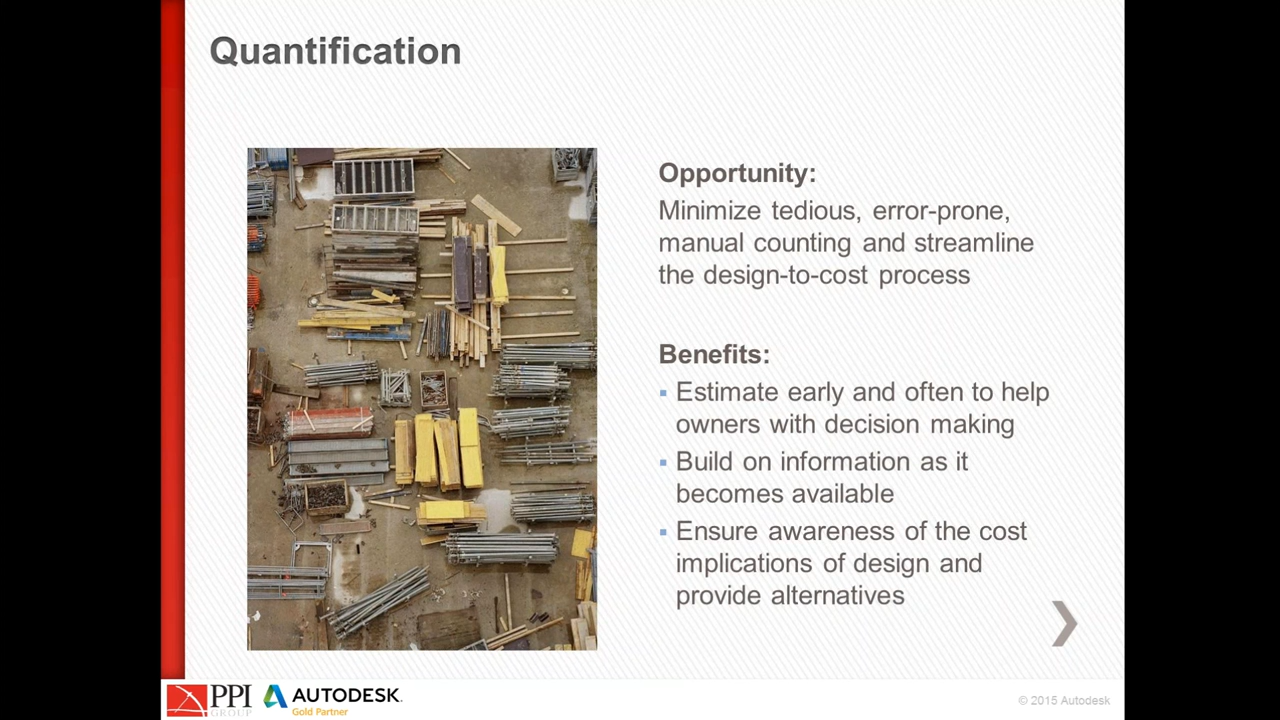 Quantification
Opportunity:
Minimize tedious, error-prone,
manual counting and streamline
the design-to-cost process
Benefits:
▪ Estimate early and often to help
owners with decision making
▪ Build on information as it
becomes available
▪ Ensure awareness of the cost
implications of design and
provide alternatives
PPI
GROUP
AUTODESK.
Gold Partner
© 2015 Autodesk